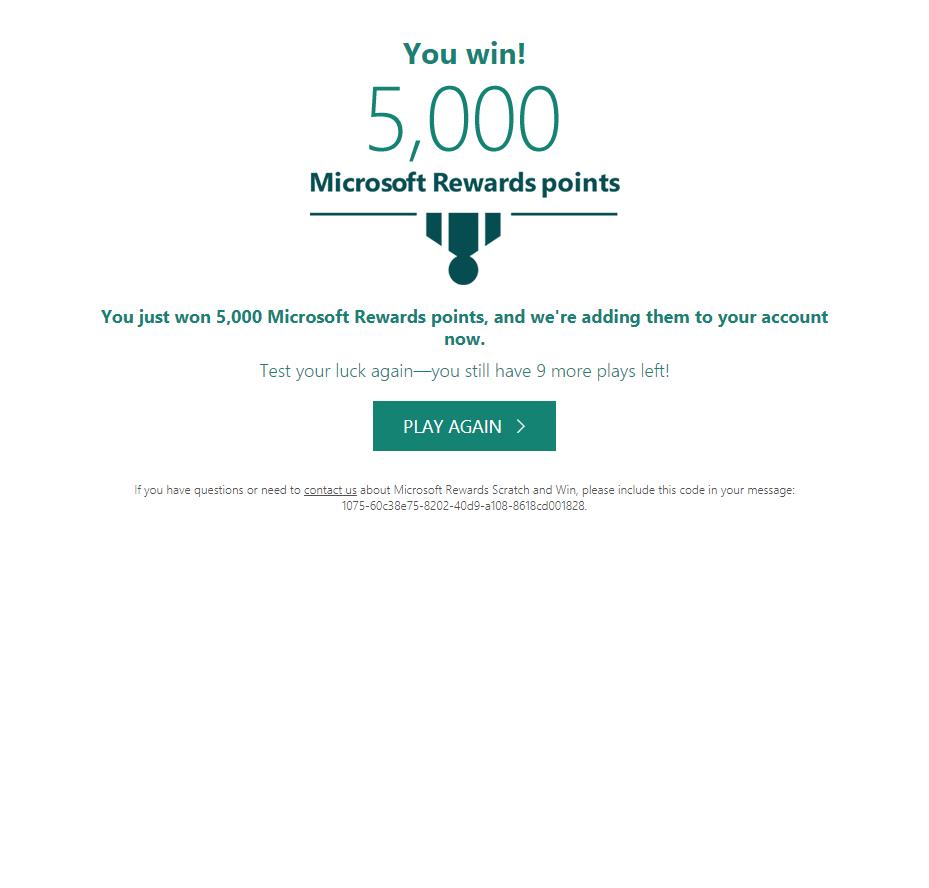 You win!
5,000
Microsoft Rewards points
You just won 5,000 Microsoft Rewards points, and we're adding them to your account
now.
Test your luck again—you still have 9 more plays left!
PLAY AGAIN
If you have questions or need to contact us about Microsoft Rewards Scratch and Win, please include this code in your message:
1075-60c38e75-8202-40d9-a108-8618cd001828.